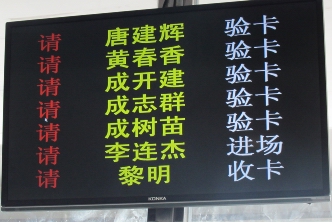 请 唐建辉 验卡
请 黄春香 验卡
请 成开建 验卡
请 成志群 验卡
请 成树苗 验卡
请 李连杰 进场
请 黎明 收卡
KONKA